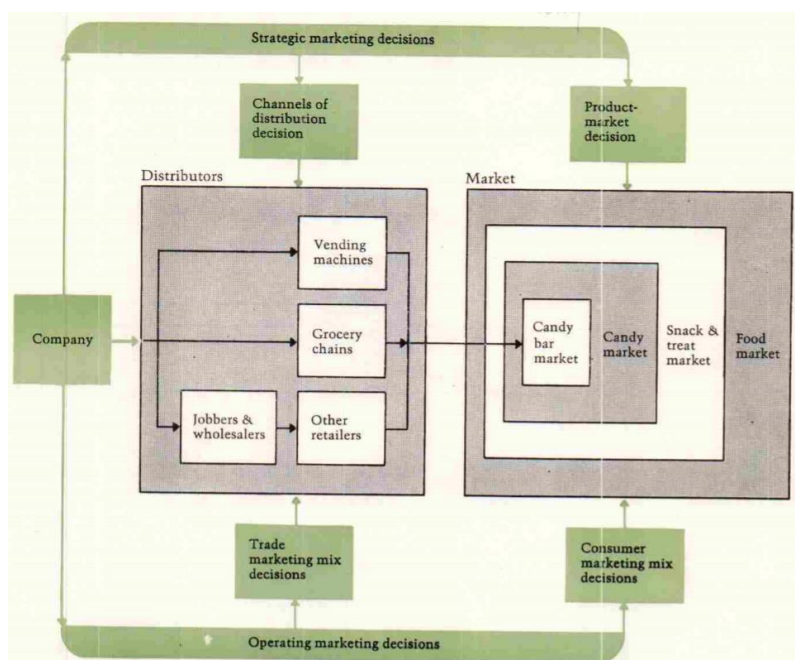 Strategic marketing decisions
Channels of
distribution
decision
Product-
market
decision
Distributors
Market
Vending
machines
Company
Grocery
chains
Candy
bar
market
Candy
market
Snack &
treat
market
Food
market
Jobbers &
wholesalers
Other
retailers
Trade
marketing mix
decisions
Consumer
marketing mix
decisions
Operating marketing decisions